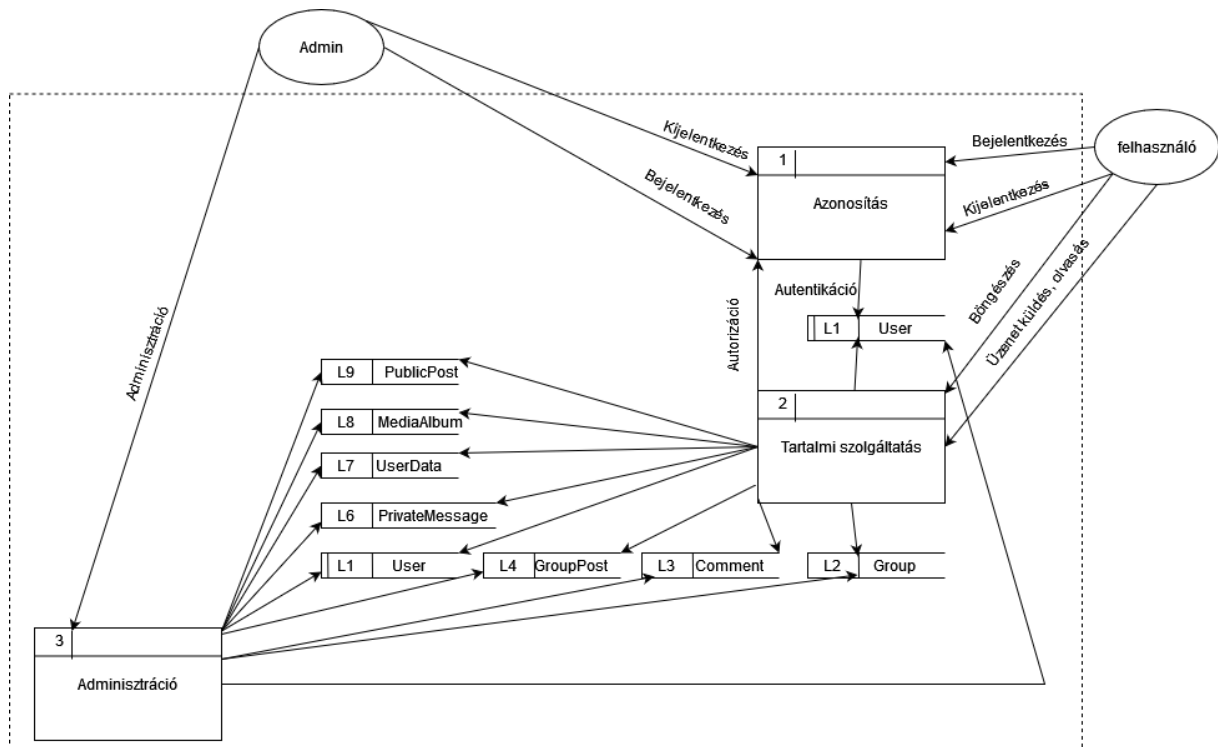 Admin
Kijelentkezés
Bejelentkezés
Bejelentkezés
felhasználó
1
Azonosítás
Kijelentkezés
Adminisztráció
Autorizáció
Autentikáció
Böngészés
Üzenet küldés, olvasás
L1 User
L9 PublicPost
2
L8 MediaAlbum
Tartalmi szolgáltatás
L7 UserData
L6 PrivateMessage
L1 User
L4 GroupPost
L3 Comment
L2 Group
3
Adminisztráció